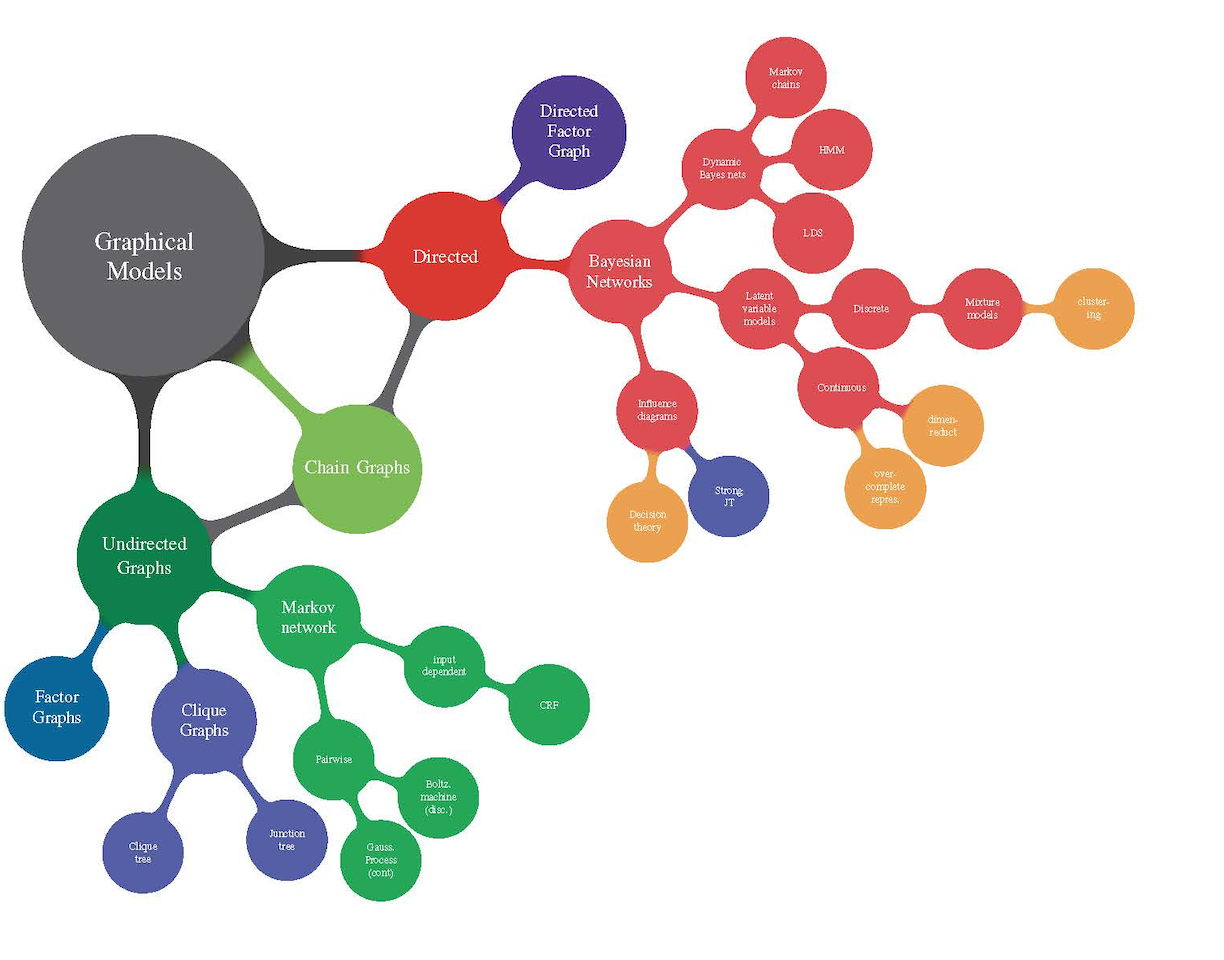 Graphical
Models
Directed
Directed
Factor
Graph
Bayesian
Networks
Dynamic
Bayes nets
Markov
chains
HMM
LDS
Latent
variable
models
Discrete
Mixture
models
cluster-
ing
Continuous
dimen-
reduct
over-
complete
repres.
Influence
diagrams
Strong
JT
Decision
theory
Chain Graphs
Undirected
Graphs
Markov
network
input
dependent
CRF
Pairwise
Boltz.
machine
(disc.)
Gauss.
Process
(cont)
Factor
Graphs
Clique
Graphs
Clique
tree
Junction
tree